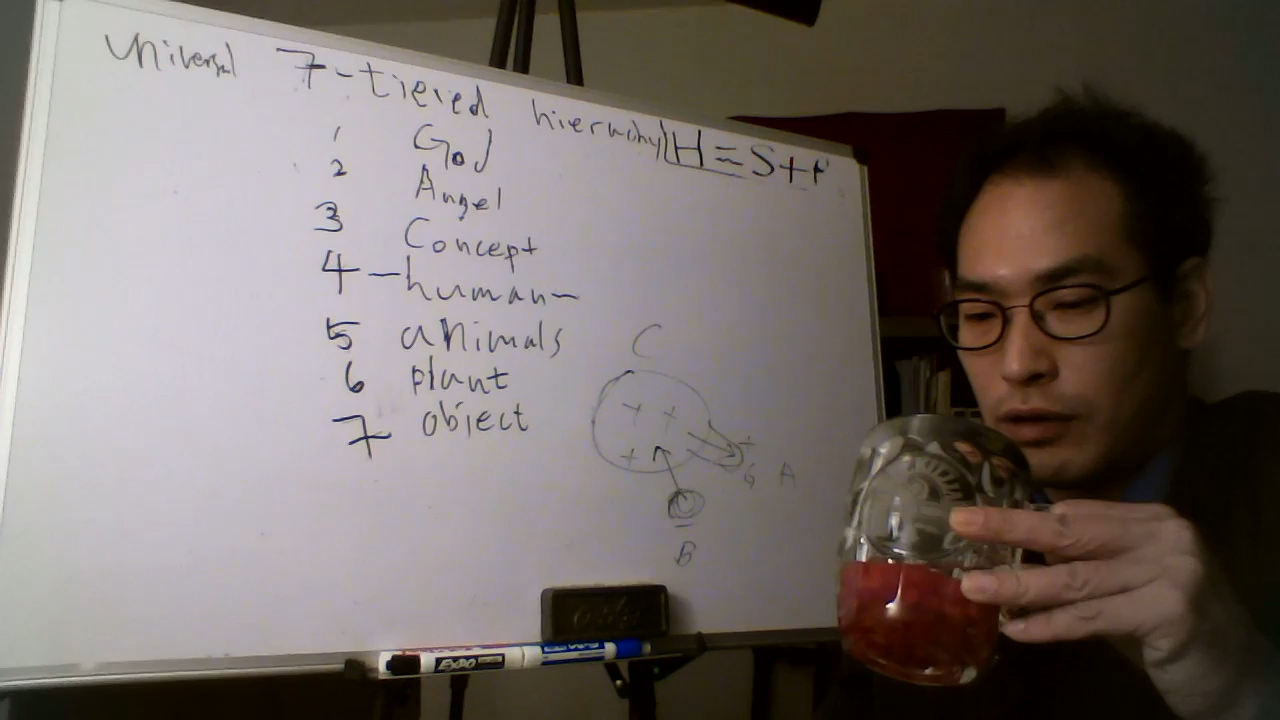 Universal 7-tiered hierarchy H = S + P
1 God
2 Angel
3 Concept
4 - human -
5 animals
6 plant
7 object
C
+ +
+
+
A
B
EXPO